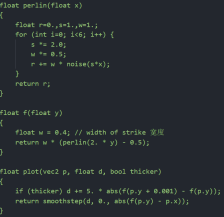 float perlin(float x)
{
float r=0.,s=1.,w=1.;
for (int i=0; i<6; i++) {
s *= 2.0;
w *= 0.5;
r += w * noise(s*x);
}
return r;
}
float f(float y)
{
float w = 0.4; // width of strike 宽度
return w * (perlin(2. * y) - 0.5);
}
float plot(vec2 p, float d, bool thicker)
{
if (thicker) d += 5. * abs(f(p.y + 0.001) - f(p.y));
return smoothstep(d, 0., abs(f(p.y) - p.x));
}